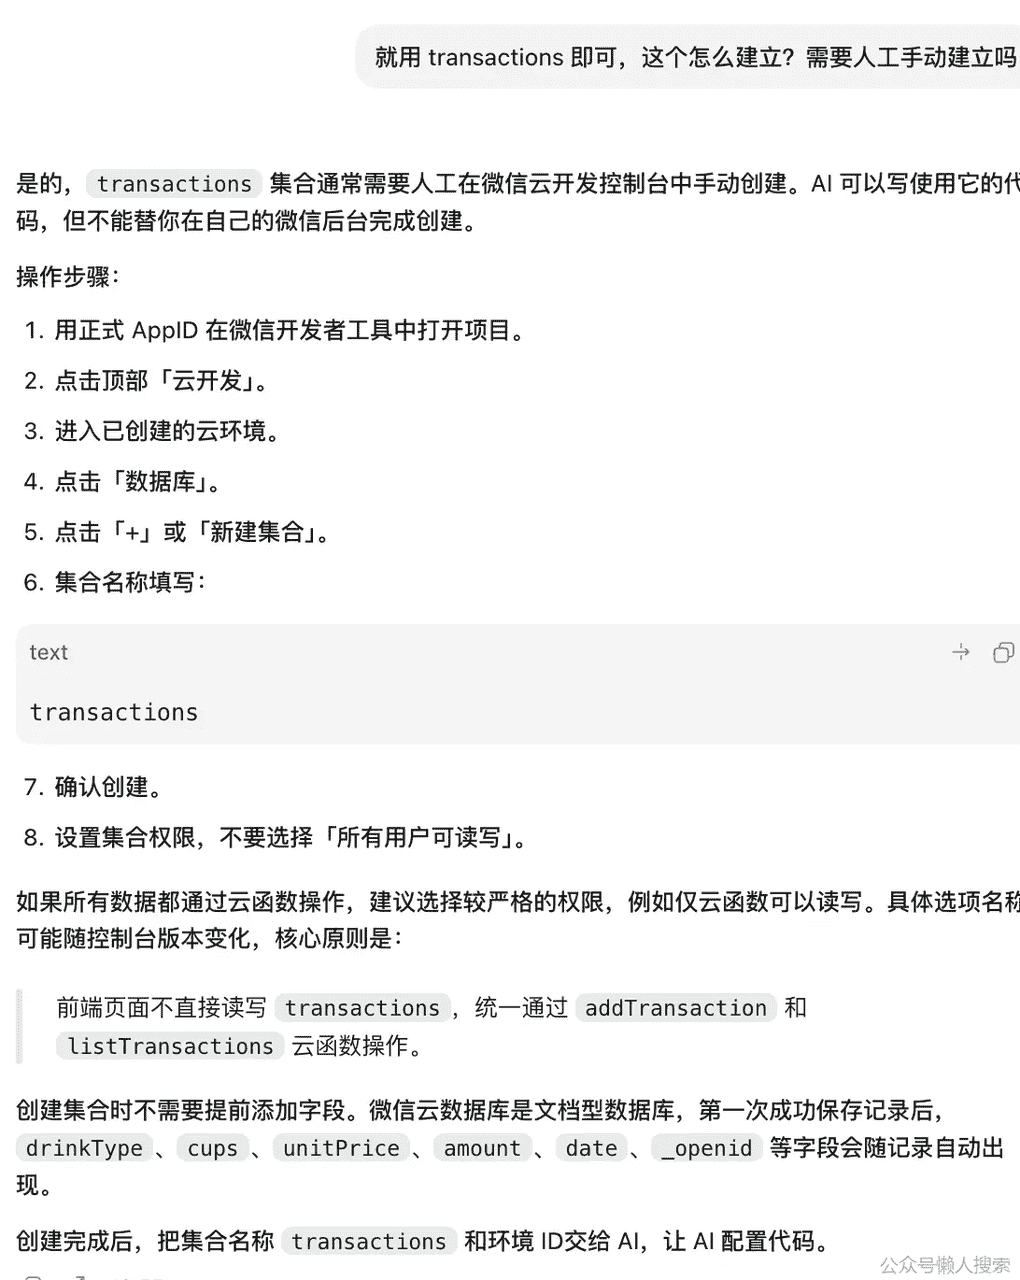 就用 transactions 即可，这个怎么建立？需要人工手动建立吗
是的， transactions 集合通常需要人工在微信云开发控制台中手动创建。AI 可以写使用它的代
码，但不能替你在自己的微信后台完成创建。
操作步骤：
1. 用正式 AppID 在微信开发者工具中打开项目。
2. 点击顶部「云开发」。
3. 进入已创建的云环境。
4. 点击「数据库」。
5. 点击「+」或「新建集合」。
6. 集合名称填写：
text
transactions
7. 确认创建。
8. 设置集合权限，不要选择「所有用户可读写」。
如果所有数据都通过云函数操作，建议选择较严格的权限，例如仅云函数可以读写。具体选项名称
可能随控制台版本变化，核心原则是：
前端页面不直接读写 transactions ，统一通过 addTransaction 和
listTransactions 云函数操作。
创建集合时不需要提前添加字段。微信云数据库是文档型数据库，第一次成功保存记录后，
drinkType 、 cups 、 unitPrice 、 amount 、 date 、 _openid 等字段会随记录自动出
现。
创建完成后，把集合名称 transactions 和环境 ID交给 AI，让 AI 配置代码。
公众号懒人搜索